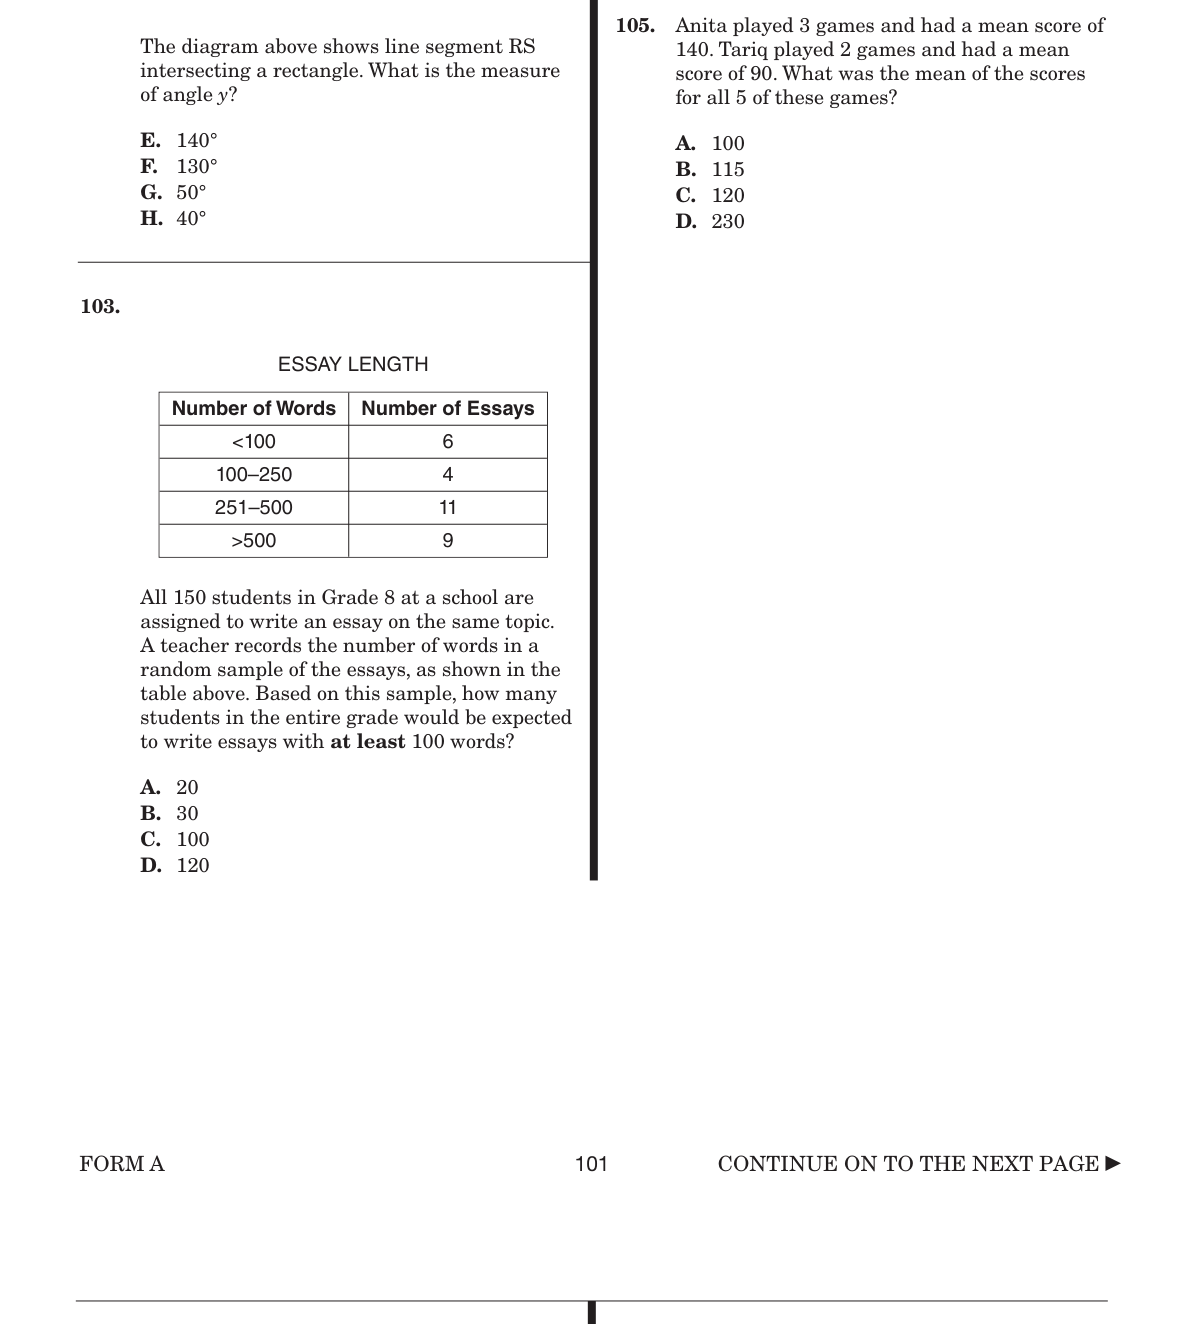 The diagram above shows line segment RS
intersecting a rectangle. What is the measure
of angle y?
E. 140°
F. 130°
G. 50°
H. 40°
103.
ESSAY LENGTH
Number of Words Number of Essays
<100 6
100–250 4
251–500 11
>500 9
All 150 students in Grade 8 at a school are
assigned to write an essay on the same topic.
A teacher records the number of words in a
random sample of the essays, as shown in the
table above. Based on this sample, how many
students in the entire grade would be expected
to write essays with at least 100 words?
A. 20
B. 30
C. 100
D. 120
105. Anita played 3 games and had a mean score of
140. Tariq played 2 games and had a mean
score of 90. What was the mean of the scores
for all 5 of these games?
A. 100
B. 115
C. 120
D. 230
FORM A 101 CONTINUE ON TO THE NEXT PAGE ►